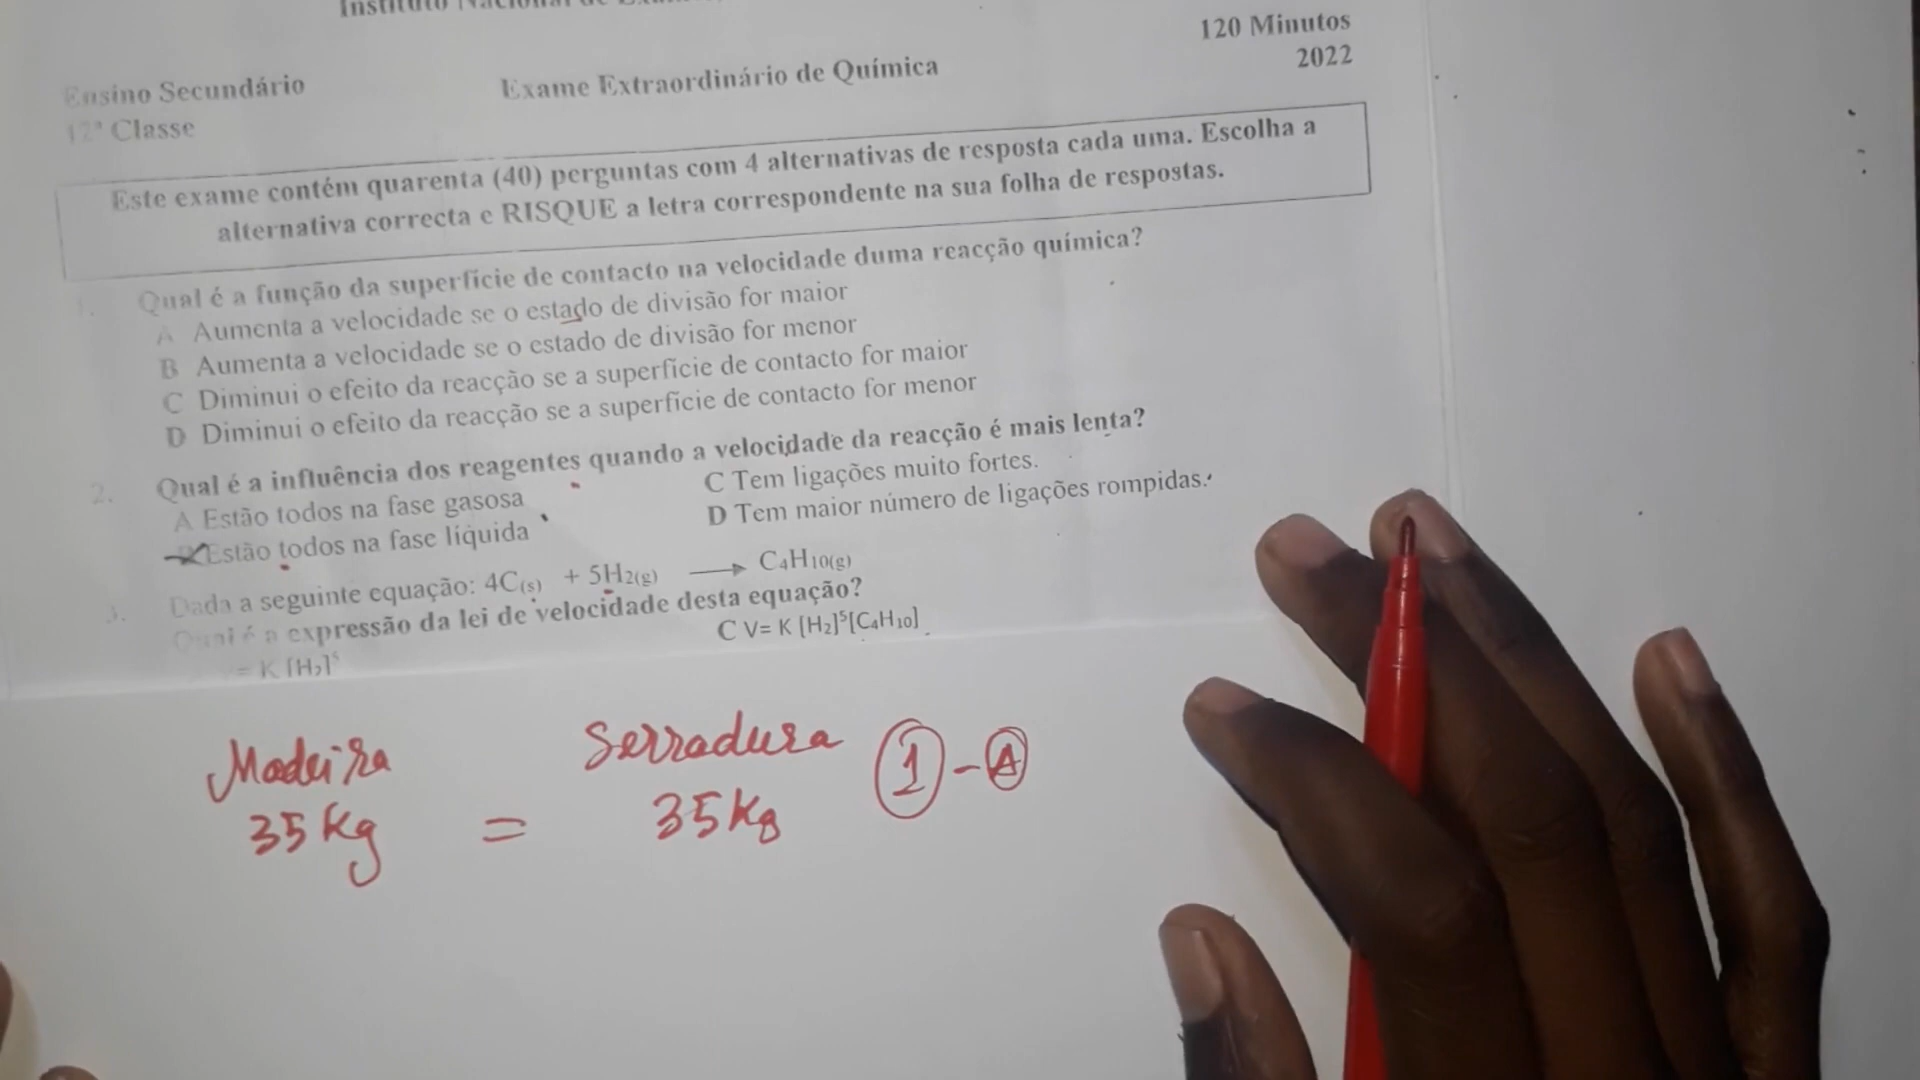 120 Minutos
2022
Ensino Secundário
Exame Extraordinário de Química
12ª Classe
Este exame contém quarenta (40) perguntas com 4 alternativas de resposta cada uma. Escolha a
alternativa correcta e RISQUE a letra correspondente na sua folha de respostas.
1. Qual é a função da superfície de contacto na velocidade duma reacção química?
A Aumenta a velocidade se o estado de divisão for maior
B Aumenta a velocidade se o estado de divisão for menor
C Diminui o efeito da reacção se a superfície de contacto for maior
D Diminui o efeito da reacção se a superfície de contacto for menor
2. Qual é a influência dos reagentes quando a velocidade da reacção é mais lenta?
A Estão todos na fase gasosa
C Tem ligações muito fortes.
Estão todos na fase líquida
D Tem maior número de ligações rompidas.
3. Dada a seguinte equação: 4C(s) + 5H2(g) → C4H10(g)
Qual é a expressão da lei de velocidade desta equação?
= K [H₂]⁵
C V= K [H₂]⁵[C₄H₁₀]
Madeira
Serradura
1 - A
35 Kg = 35 Kg